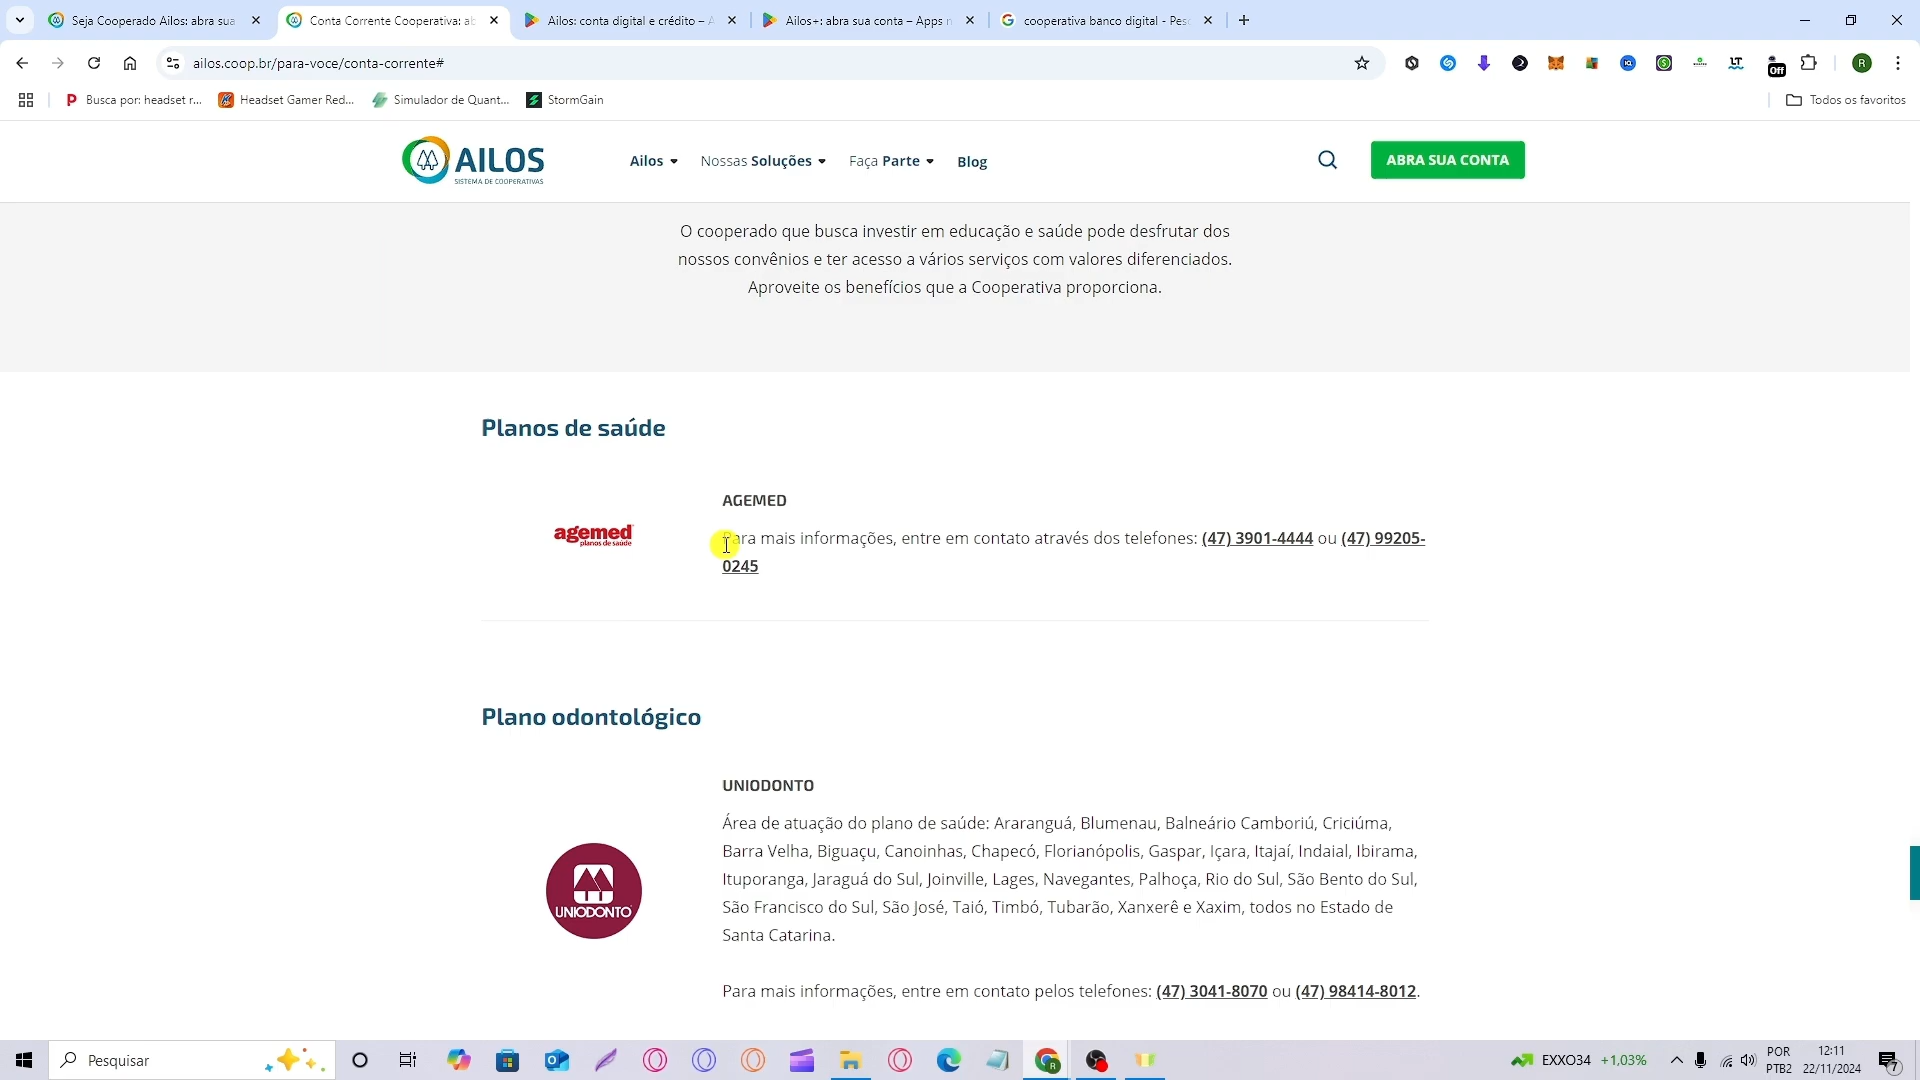 Seja Cooperado Ailos: abra sua
Conta Corrente Cooperativa: ab
Ailos: conta digital e crédito – A
Ailos+: abra sua conta – Apps n
cooperativa banco digital - Pes
ailos.coop.br/para-voce/conta-corrente#
Off
R
Busca por: headset r...
Headset Gamer Red...
Simulador de Quant...
StormGain
Todos os favoritos
AILOS
SISTEMA DE COOPERATIVAS
Ailos
Nossas Soluções
Faça Parte
Blog
ABRA SUA CONTA
O cooperado que busca investir em educação e saúde pode desfrutar dos
nossos convênios e ter acesso a vários serviços com valores diferenciados.
Aproveite os benefícios que a Cooperativa proporciona.
Planos de saúde
agemed
planos de saúde
AGEMED
Para mais informações, entre em contato através dos telefones: (47) 3901-4444 ou (47) 99205-
0245
Plano odontológico
UNIODONTO
UNIODONTO
Área de atuação do plano de saúde: Araranguá, Blumenau, Balneário Camboriú, Criciúma,
Barra Velha, Biguaçu, Canoinhas, Chapecó, Florianópolis, Gaspar, Içara, Itajaí, Indaial, Ibirama,
Ituporanga, Jaraguá do Sul, Joinville, Lages, Navegantes, Palhoça, Rio do Sul, São Bento do Sul,
São Francisco do Sul, São José, Taió, Timbó, Tubarão, Xanxerê e Xaxim, todos no Estado de
Santa Catarina.
Para mais informações, entre em contato pelos telefones: (47) 3041-8070 ou (47) 98414-8012.
Pesquisar
EXXO34 +1,03%
POR
PTB2
12:11
22/11/2024
7